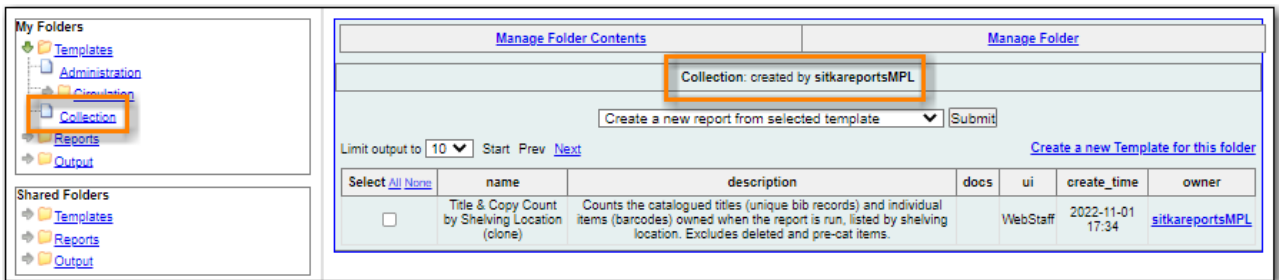 My Folders
Templates
Administration
Circulation
Collection
Reports
Output
Shared Folders
Templates
Reports
Output
Manage Folder Contents Manage Folder
Collection: created by sitkareportsMPL
Create a new report from selected template Submit
Limit output to 10 Start Prev Next Create a new Template for this folder
Select All None name description docs ui create_time owner
Title & Copy Count Counts the catalogued titles (unique bib records) and individual
by Shelving Location items (barcodes) owned when the report is run, listed by shelving WebStaff 2022-11-01 sitkareportsMPL
(clone) location. Excludes deleted and pre-cat items. 17:34